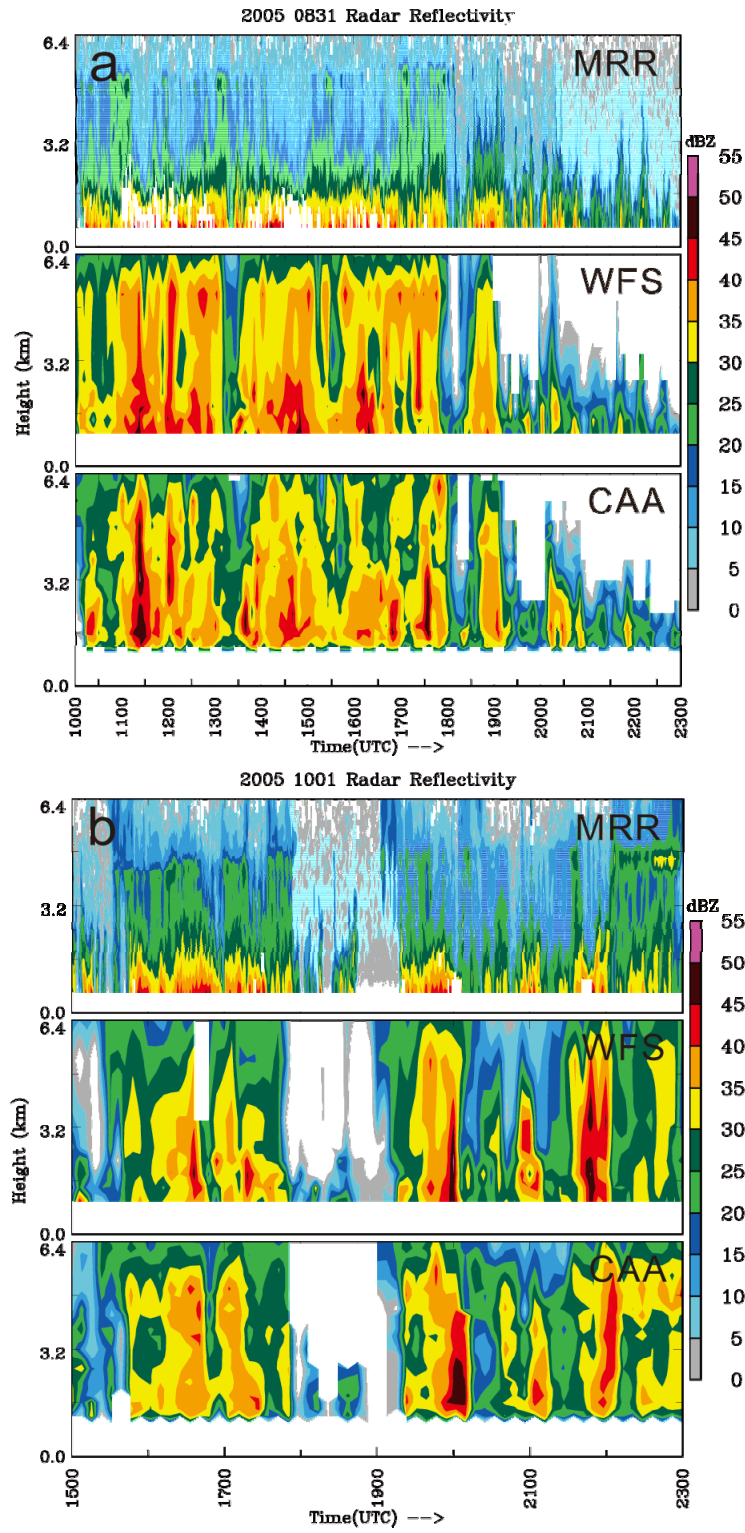 2005 0831 Radar Reflectivity
a
MRR
6.4
3.2
0.0
WFS
6.4
3.2
0.0
CAA
6.4
3.2
0.0
Height (km)
1000 1100 1200 1300 1400 1500 1600 1700 1800 1900 2000 2100 2200 2300
Time(UTC) -->
dBZ
55
50
45
40
35
30
25
20
15
10
5
0
2005 1001 Radar Reflectivity
b
MRR
6.4
3.2
0.0
WFS
6.4
3.2
0.0
CAA
6.4
3.2
0.0
Height (km)
1500 1700 1900 2100 2300
Time(UTC) -->
dBZ
55
50
45
40
35
30
25
20
15
10
5
0